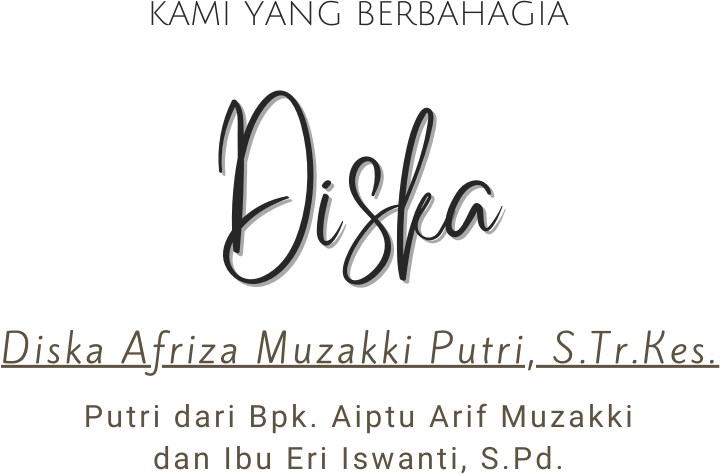 KAMI YANG BERBAHAGIA
Diska
Diska Afriza Muzakki Putri, S.Tr.Kes.
Putri dari Bpk. Aiptu Arif Muzakki
dan Ibu Eri Iswanti, S.Pd.